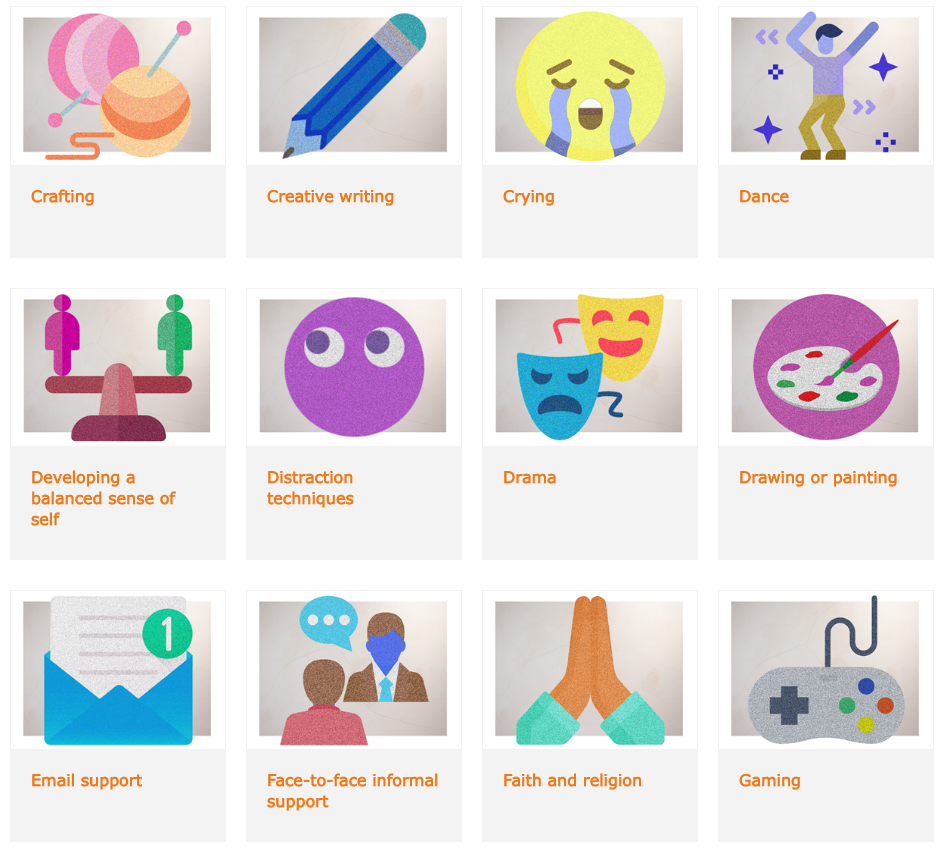 Crafting
Creative writing
Crying
Dance
Developing a
balanced sense of
self
Distraction
techniques
Drama
Drawing or painting
1
Email support
Face-to-face informal
support
Faith and religion
Gaming